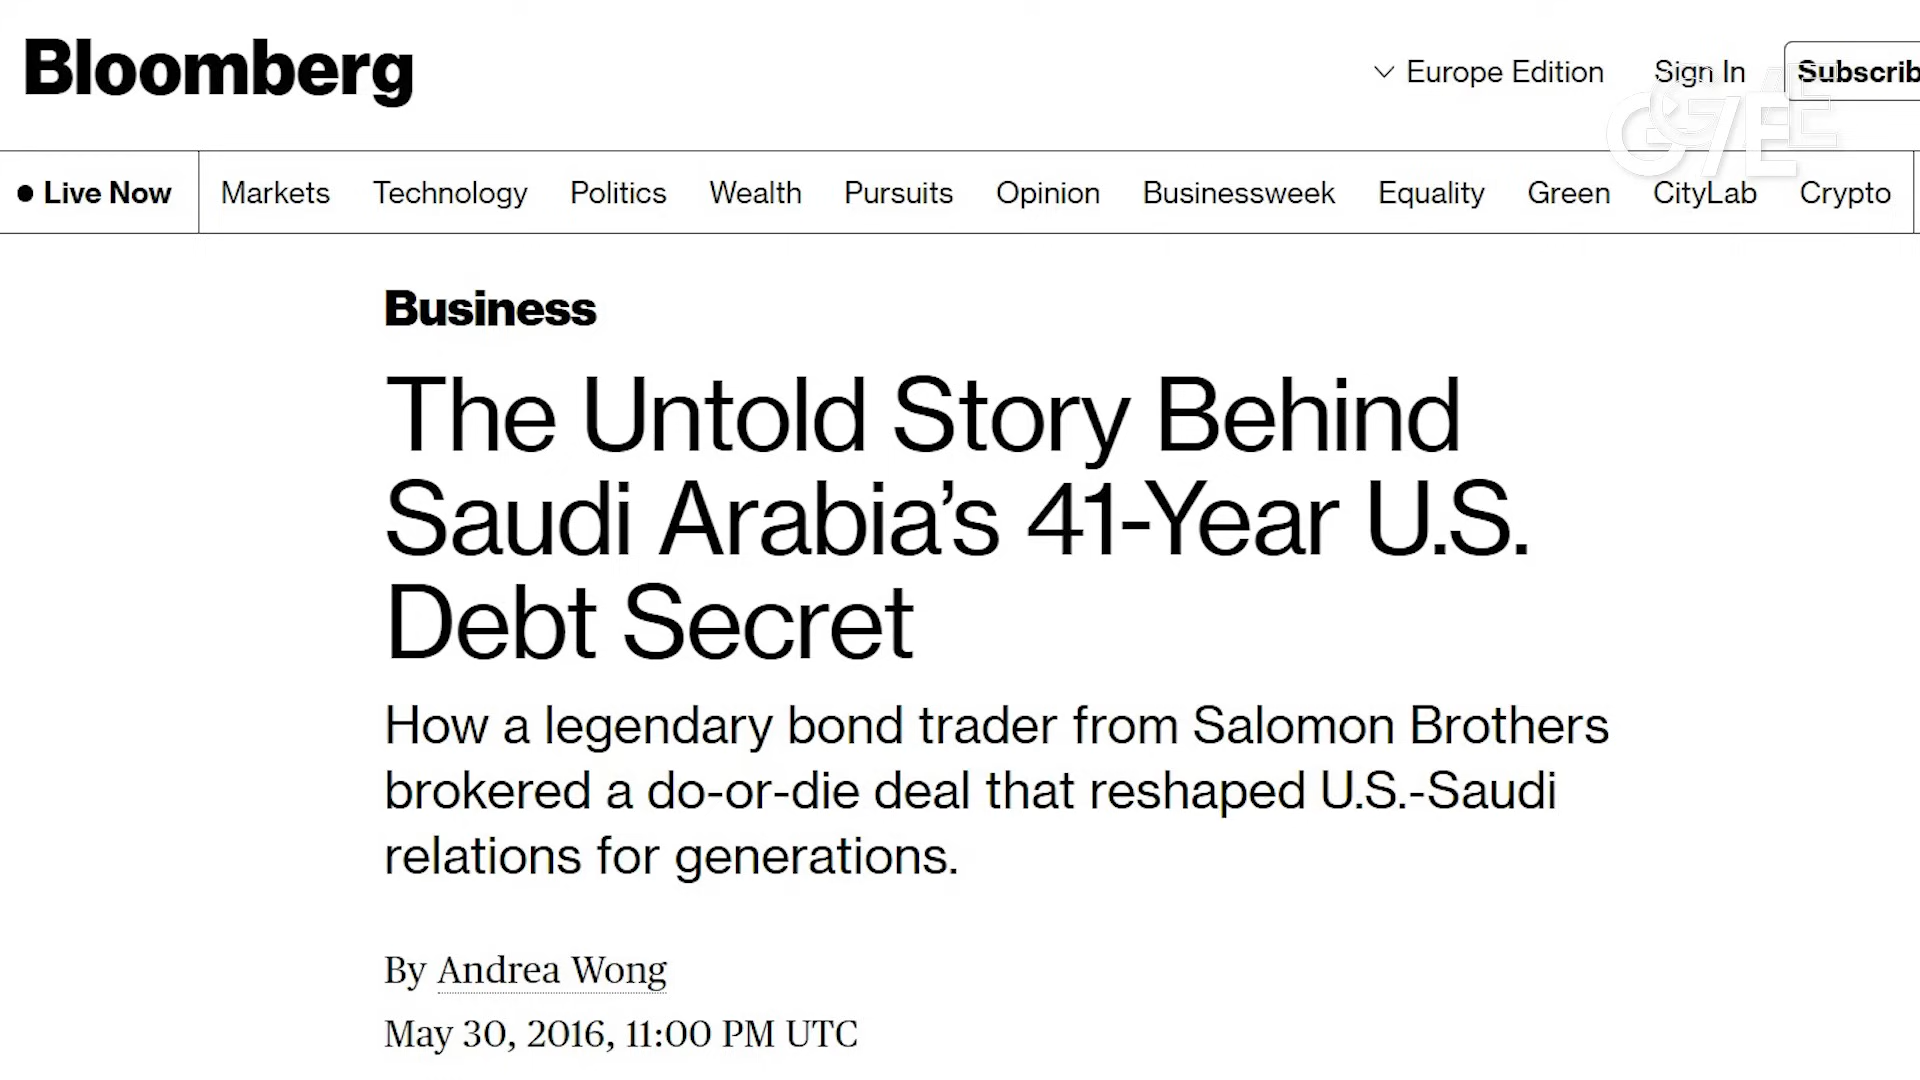 Bloomberg
Europe Edition Sign In Subscrib
Live Now Markets Technology Politics Wealth Pursuits Opinion Businessweek Equality Green CityLab Crypto
Business
The Untold Story Behind
Saudi Arabia’s 41-Year U.S.
Debt Secret
How a legendary bond trader from Salomon Brothers
brokered a do-or-die deal that reshaped U.S.-Saudi
relations for generations.
By Andrea Wong
May 30, 2016, 11:00 PM UTC